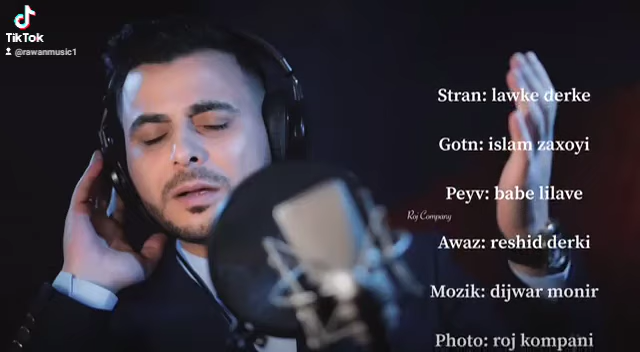 TikTok
@rawanmusic1
Stran: lawke derke
Gotn: islam zaxoyi
Peyv: babe lilave
Roj Company
Awaz: reshid derki
Mozik: dijwar monir
Photo: roj kompani